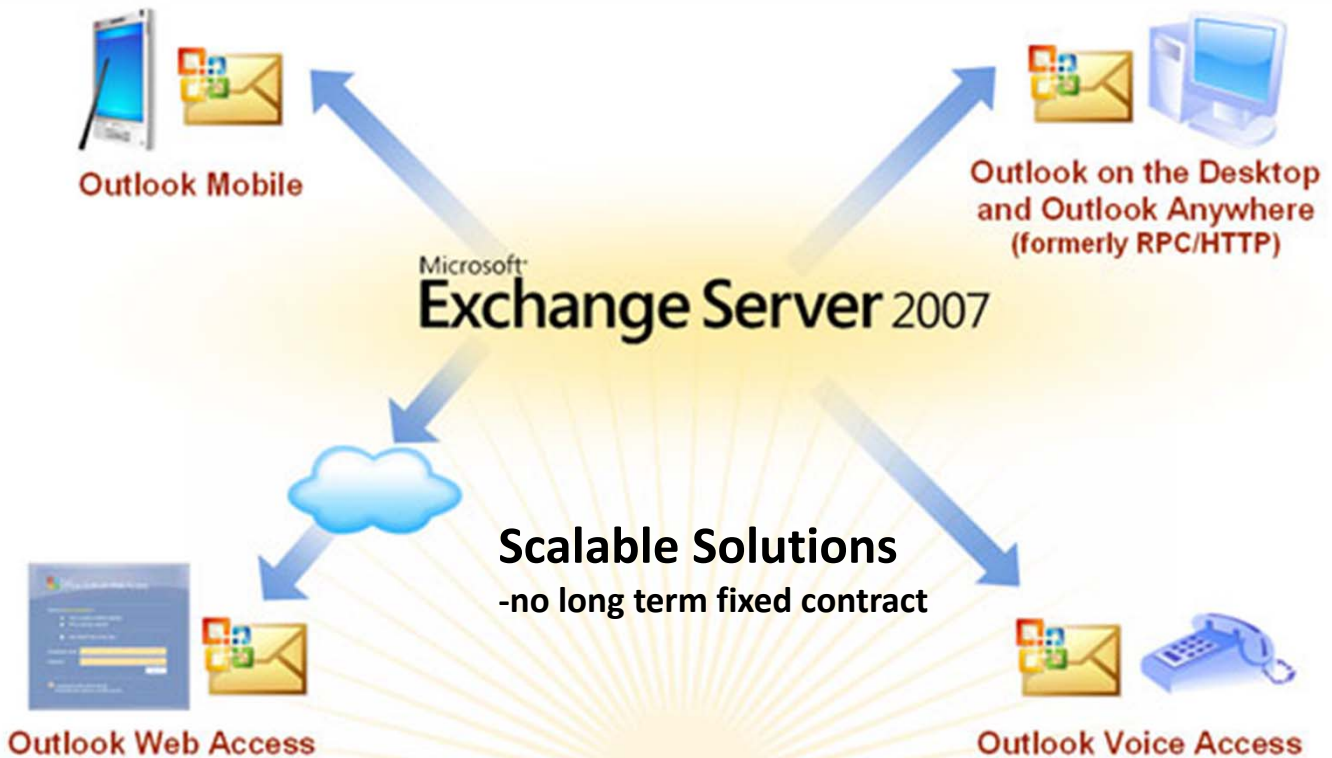 Outlook Mobile
Outlook on the Desktop
and Outlook Anywhere
(formerly RPC/HTTP)
Microsoft
Exchange Server 2007
Scalable Solutions
-no long term fixed contract
Outlook Web Access
Outlook Voice Access